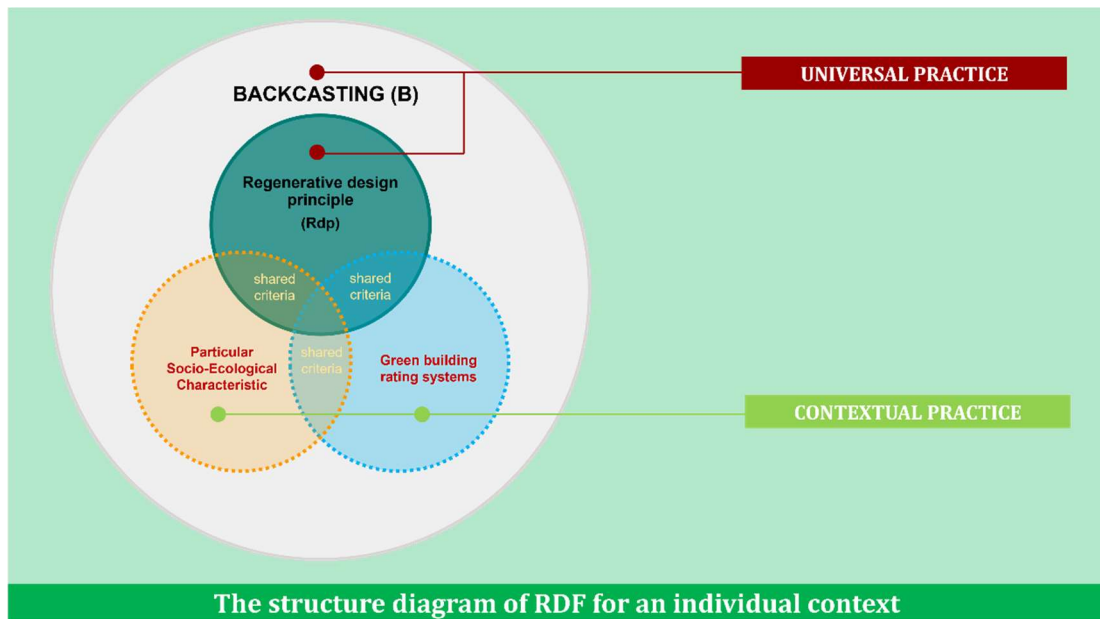 UNIVERSAL PRACTICE
BACKCASTING (B)
Regenerative design
principle
(Rdp)
shared
criteria
shared
criteria
Particular
Socio-Ecological
Characteristic
shared
criteria
Green building
rating systems
CONTEXTUAL PRACTICE
The structure diagram of RDF for an individual context